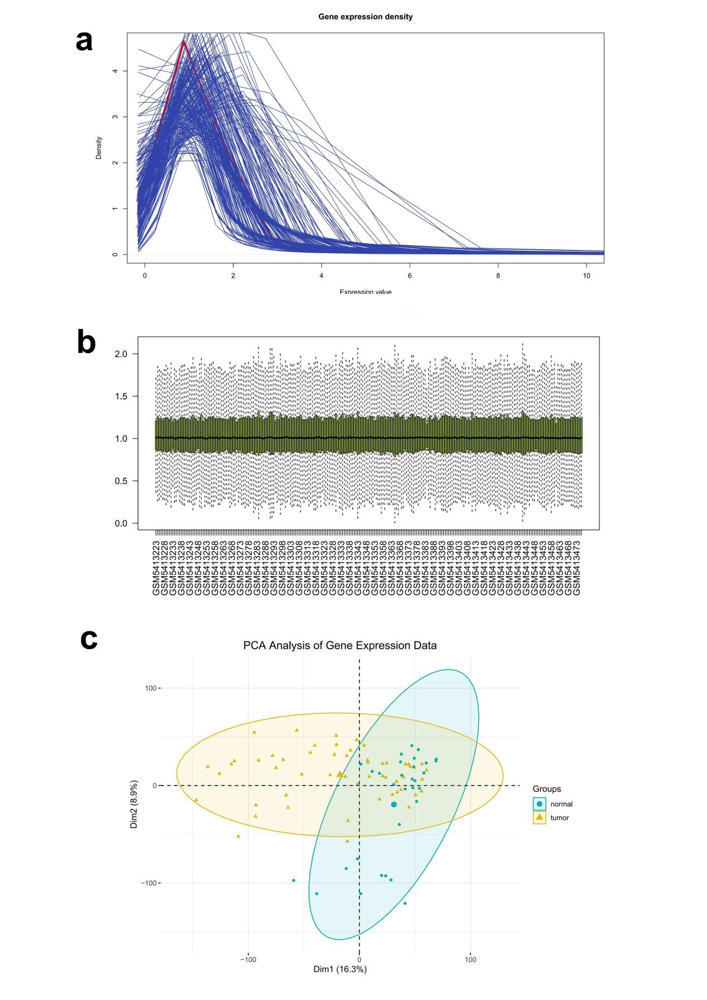 Gene expression density
a
4
3
2
1
0
Density
0 2 4 6 8 10
Expression value
b
2.0
1.5
1.0
0.5
0.0
GSM5413223
GSM5413228
GSM5413233
GSM5413238
GSM5413243
GSM5413248
GSM5413253
GSM5413258
GSM5413263
GSM5413268
GSM5413273
GSM5413278
GSM5413283
GSM5413288
GSM5413293
GSM5413298
GSM5413303
GSM5413308
GSM5413313
GSM5413318
GSM5413323
GSM5413328
GSM5413333
GSM5413338
GSM5413343
GSM5413348
GSM5413353
GSM5413358
GSM5413363
GSM5413368
GSM5413373
GSM5413378
GSM5413383
GSM5413388
GSM5413393
GSM5413398
GSM5413403
GSM5413408
GSM5413413
GSM5413418
GSM5413423
GSM5413428
GSM5413433
GSM5413438
GSM5413443
GSM5413448
GSM5413453
GSM5413458
GSM5413463
GSM5413468
GSM5413473
c
PCA Analysis of Gene Expression Data
100
0
−100
Dim2 (8.9%)
−100 0 100
Dim1 (16.3%)
Groups
normal
tumor